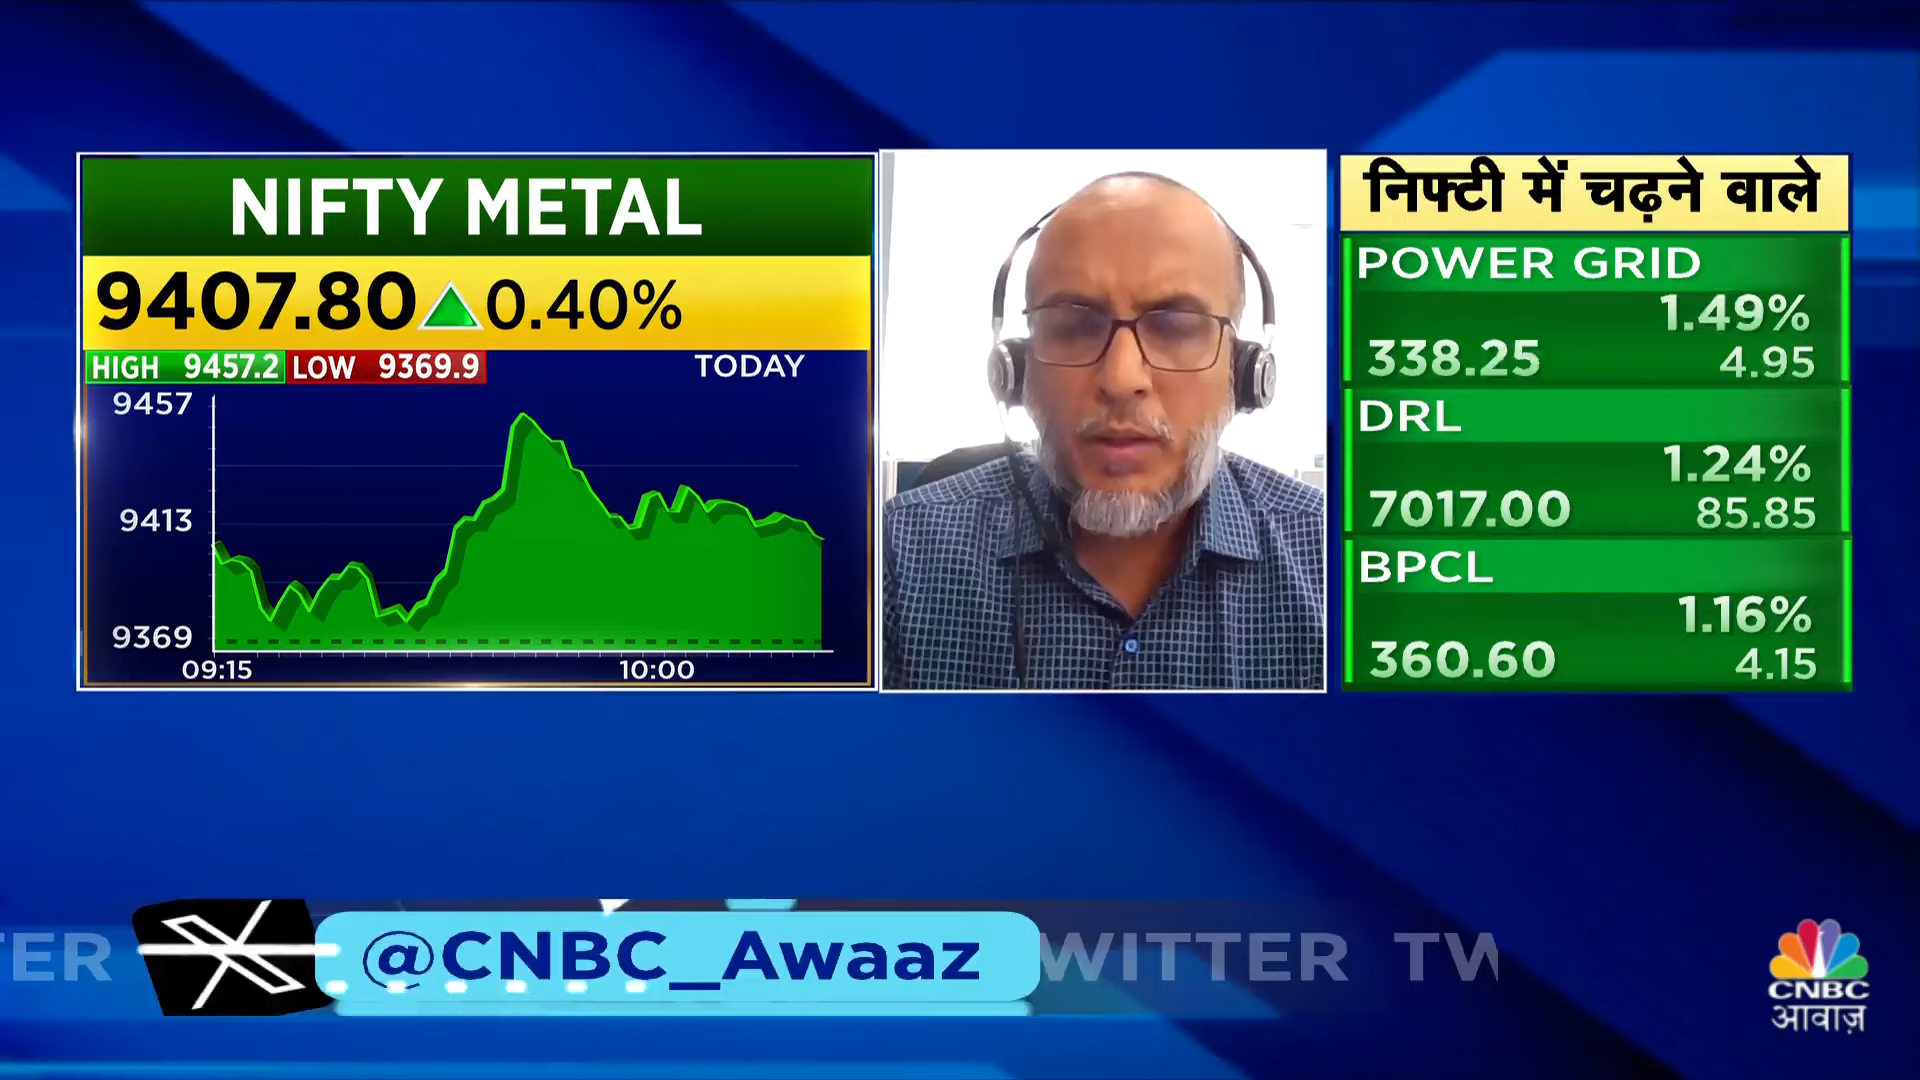 NIFTY METAL
9407.80 0.40%
HIGH 9457.2 LOW 9369.9 TODAY
9457
9413
9369
09:15 10:00
निफ्टी में चढ़ने वाले
POWER GRID
1.49%
338.25 4.95
DRL
1.24%
7017.00 85.85
BPCL
1.16%
360.60 4.15
TER @CNBC_Awaaz WITTER TW
CNBC
आवाज़